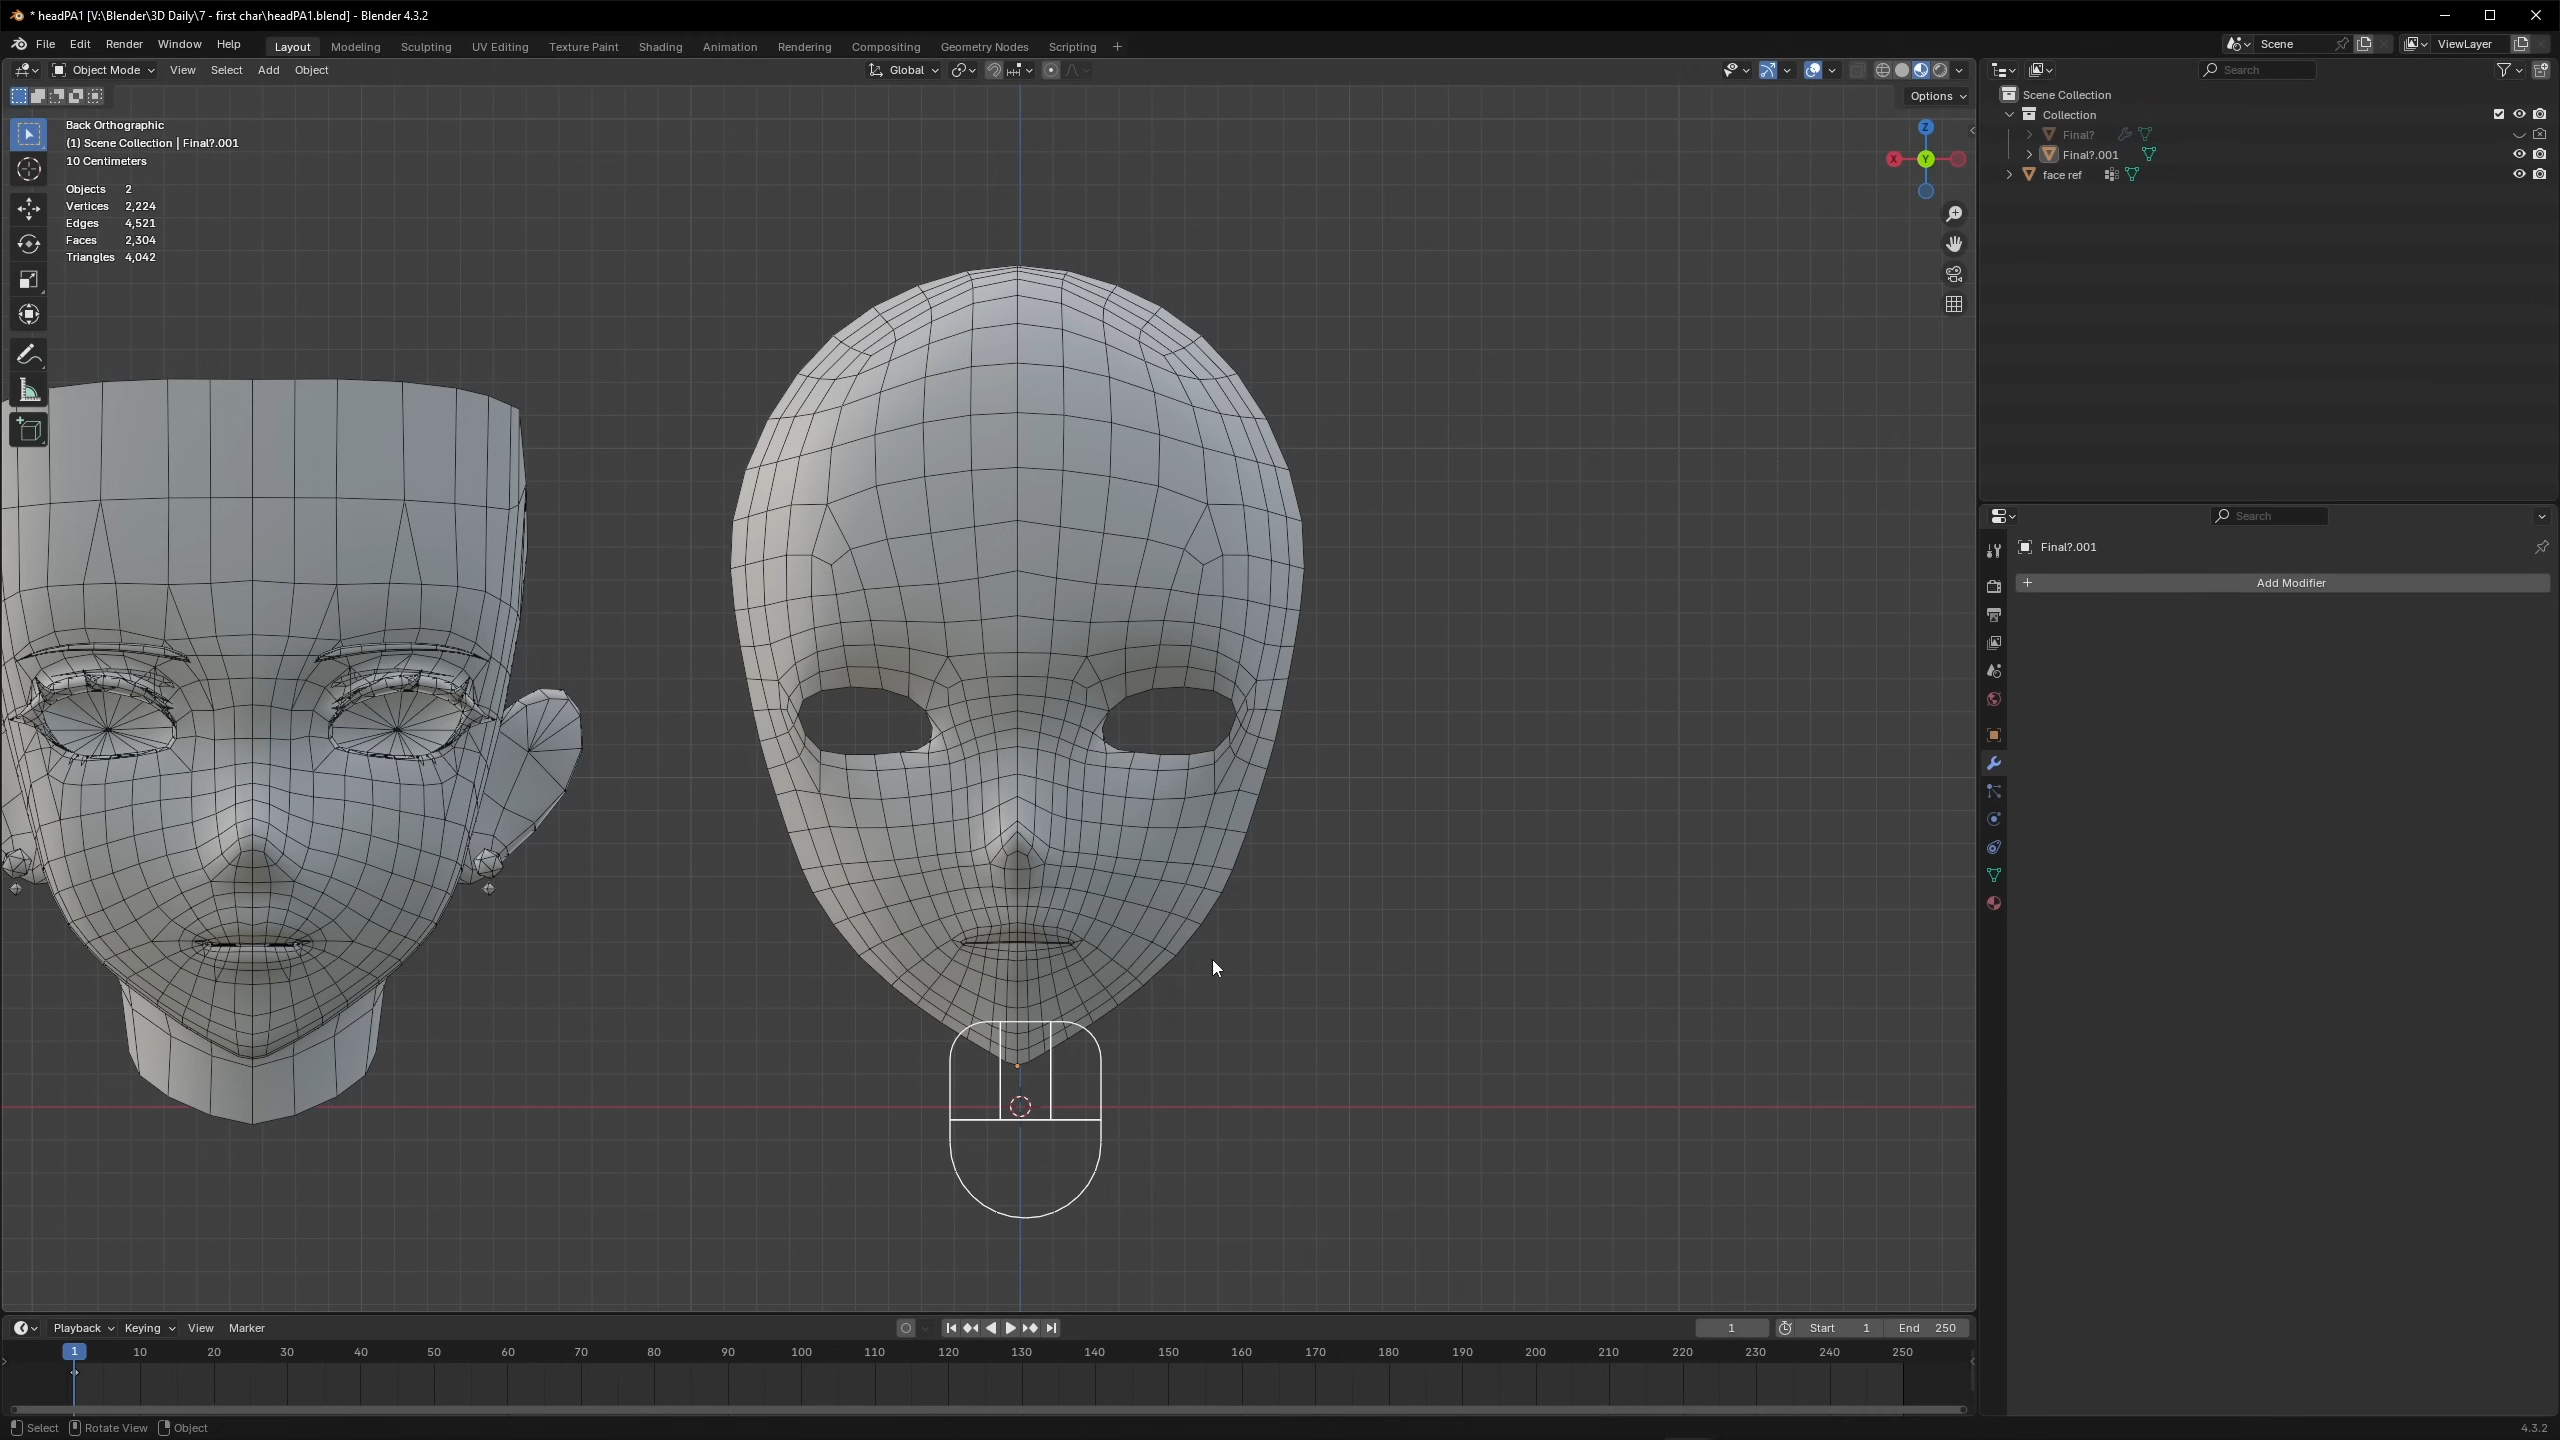 * headPA1 [V:\Blender\3D Daily\7 - first char\headPA1.blend] - Blender 4.3.2
File Edit Render Window Help Layout Modeling Sculpting UV Editing Texture Paint Shading Animation Rendering Compositing Geometry Nodes Scripting + Scene ViewLayer
Object Mode View Select Add Object Global Search
Options
Back Orthographic
(1) Scene Collection | Final?.001
10 Centimeters
Objects 2
Vertices 2,224
Edges 4,521
Faces 2,304
Triangles 4,042
Z
X
Y
Scene Collection
Collection
Final?
Final?.001
face ref
Search
Final?.001
+ Add Modifier
Playback Keying View Marker 1 Start 1 End 250
1 10 20 30 40 50 60 70 80 90 100 110 120 130 140 150 160 170 180 190 200 210 220 230 240 250
Select Rotate View Object 4.3.2